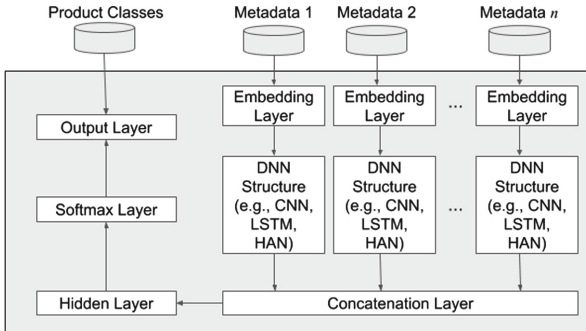 Product Classes
Metadata 1
Metadata 2
Metadata n
Embedding
Layer
Embedding
Layer
...
Embedding
Layer
Output Layer
DNN
Structure
(e.g., CNN,
LSTM,
HAN)
DNN
Structure
(e.g., CNN,
LSTM,
HAN)
...
DNN
Structure
(e.g., CNN,
LSTM,
HAN)
Softmax Layer
Hidden Layer
Concatenation Layer